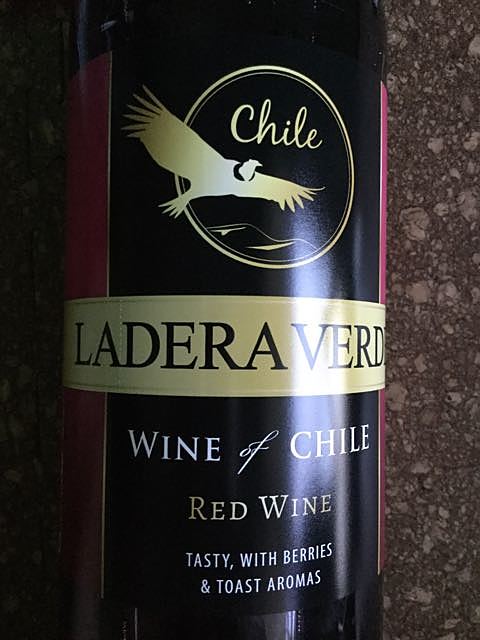 Chile
LADERA VERD
WINE of CHILE
RED WINE
TASTY, WITH BERRIES
& TOAST AROMAS